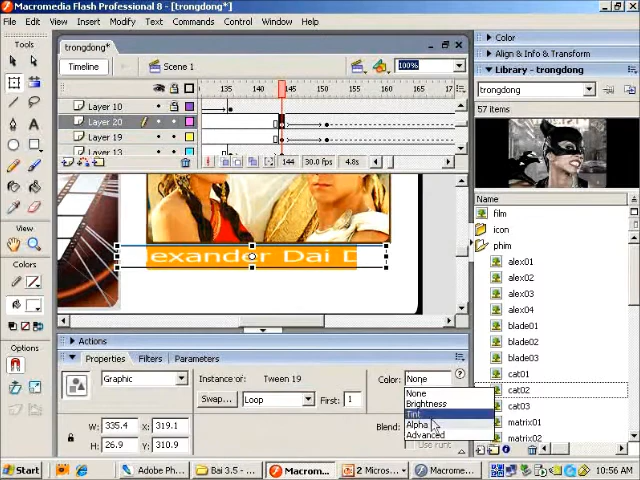 Macromedia Flash Professional 8 - [trongdong*]
File Edit View Insert Modify Text Commands Control Window Help
Tools
View
Colors
Options
trongdong*
Timeline
Scene 1
100%
135 140 145 150 155 160 165 17
Layer 10
Layer 20
Layer 19
Layer 13
144 30.0 fps 4.8s
lexander Dai D
Actions
Properties Filters Parameters
Graphic
Instance of: Tween 19
Swap...
Loop
First: 1
W: 335.4 X: 319.1
H: 26.9 Y: 310.9
Color: None
None
Brightness
Tint
Alpha
Advanced
Blend:
Use runt
Color
Align & Info & Transform
Library - trongdong
trongdong
57 items
Name
film
icon
phim
alex01
alex02
alex03
alex04
blade01
blade02
blade03
cat01
cat02
cat03
matrix01
matrix02
Start
Adobe Ph...
Bai 3.5 - ...
Macrom...
2 Micros...
Macrome...
10:56 AM